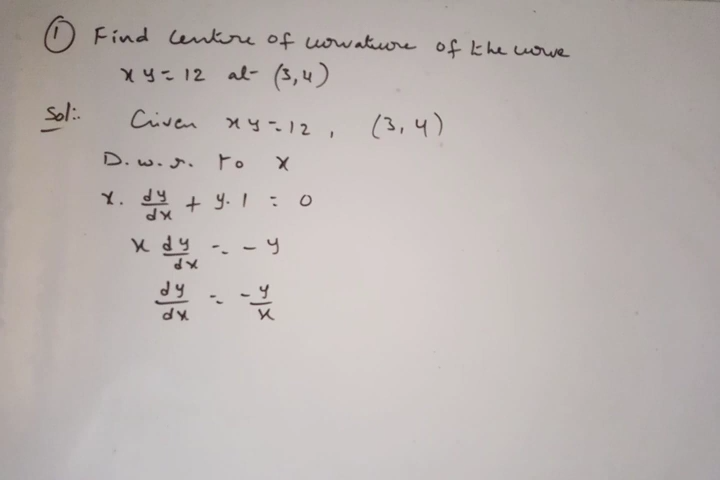 ① Find centre of curvature of the curve
xy = 12 at (3,4)
Sol:. Given xy = 12, (3,4)
D.w.r. to x
x. dy/dx + y.1 = 0
x dy/dx = -y
dy/dx = -y/x